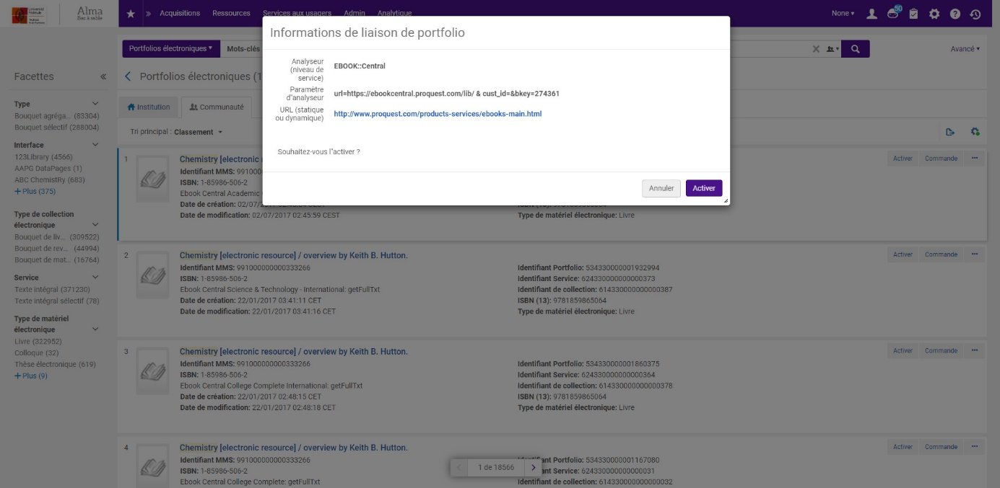 Alma
Bac à sable
Acquisitions Ressources Services aux usagers Admin Analytique
None
50
Portfolios électroniques
Mots-clés
Avancé
Facettes
Portfolios électroniques (1
Institution
Communauté
Tri principal : Classement
Type
Bouquet agréga... (83304)
Bouquet sélectif (288004)
Interface
123Library (4566)
AAPG DataPages (1)
ABC ChemistRy (683)
+ Plus (375)
Type de collection
électronique
Bouquet de liv... (309522)
Bouquet de rev... (44994)
Bouquet de mat... (16764)
Service
Texte intégral (371230)
Texte intégral sélectif (78)
Type de matériel
électronique
Livre (322952)
Colloque (32)
Thèse électronique (619)
+ Plus (9)
Informations de liaison de portfolio
Analyseur
(niveau de
service)
EBOOK::Central
Paramètre
d''analyseur
url=https://ebookcentral.proquest.com/lib/ & cust_id=&bkey=274361
URL (statique
ou dynamique)
http://www.proquest.com/products-services/ebooks-main.html
Souhaitez-vous l''activer ?
Annuler
Activer
1
Chemistry [electronic r
Identifiant MMS: 99100
ISBN: 1-85986-506-2
Ebook Central Academic
Date de modification: 02/07/2017 02:45:59 CEST
Type de matériel électronique: Livre
Activer Commande ...
2
Chemistry [electronic resource] / overview by Keith B. Hutton.
Identifiant MMS: 991000000000333266
ISBN: 1-85986-506-2
Ebook Central Science & Technology - International: getFullTxt
Date de création: 22/01/2017 03:41:11 CET
Date de modification: 22/01/2017 03:41:16 CET
Identifiant Portfolio: 534330000001932994
Identifiant Service: 624330000000000373
Identifiant de collection: 614330000000000387
ISBN (13): 9781859865064
Type de matériel électronique: Livre
Activer Commande ...
3
Chemistry [electronic resource] / overview by Keith B. Hutton.
Identifiant MMS: 991000000000333266
ISBN: 1-85986-506-2
Ebook Central College Complete International: getFullTxt
Date de création: 22/01/2017 02:48:15 CET
Date de modification: 22/01/2017 02:48:18 CET
Identifiant Portfolio: 534330000001860375
Identifiant Service: 624330000000000364
Identifiant de collection: 614330000000000378
ISBN (13): 9781859865064
Type de matériel électronique: Livre
Activer Commande ...
4
Chemistry [electronic resource] / overview by Keith B. Hutton.
Identifiant MMS: 991000000000333266
ISBN: 1-85986-506-2
Ebook Central College Complete: getFullTxt
Identifiant Portfolio: 534330000001167080
Service: 624330000000000031
Identifiant de collection: 614330000000000032
Activer Commande ...
1 de 18566